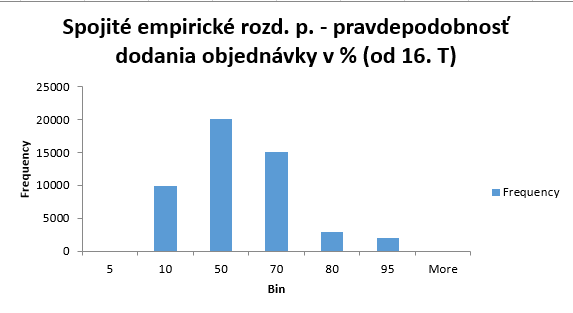 Spojité empirické rozd. p. - pravdepodobnosť
dodania objednávky v % (od 16. T)
25000
20000
15000
10000
5000
0
Frequency
5 10 50 70 80 95 More
Bin
Frequency